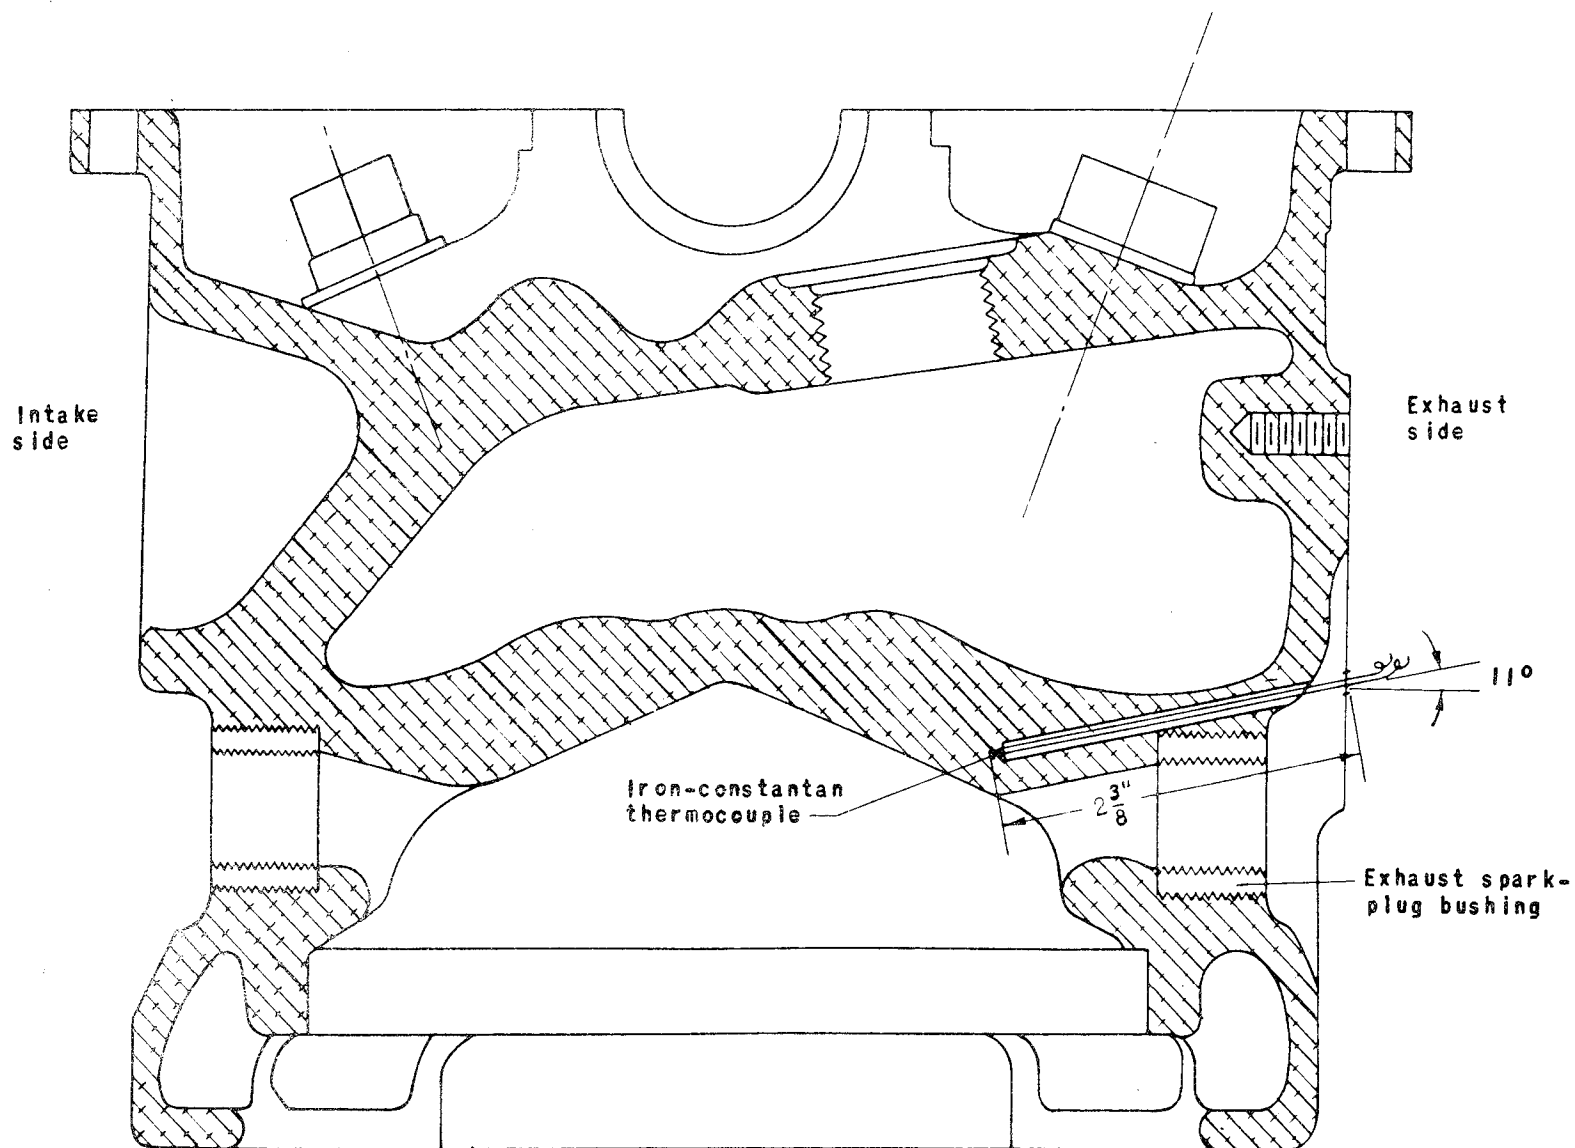 Intake
side
Exhaust
side
11°
Iron-constantan
thermocouple
2 3/8"
Exhaust spark-
plug bushing